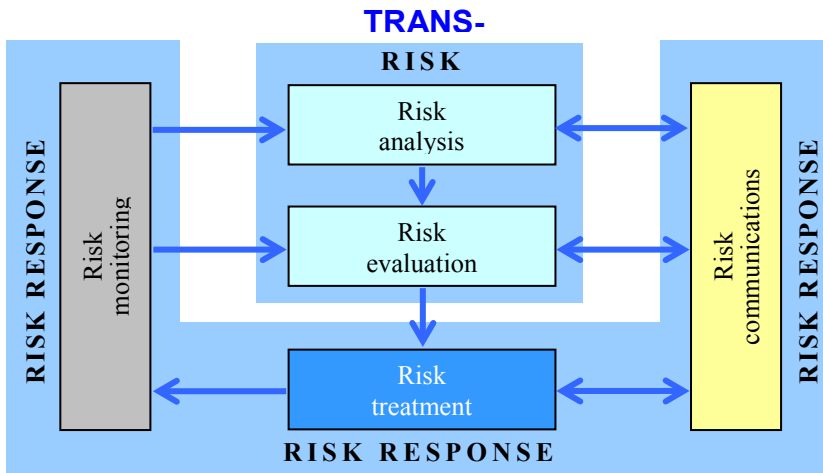 TRANS-
RISK
Risk
analysis
Risk
evaluation
Risk
treatment
RISK RESPONSE
RISK RESPONSE
Risk
monitoring
Risk
communications
RISK RESPONSE